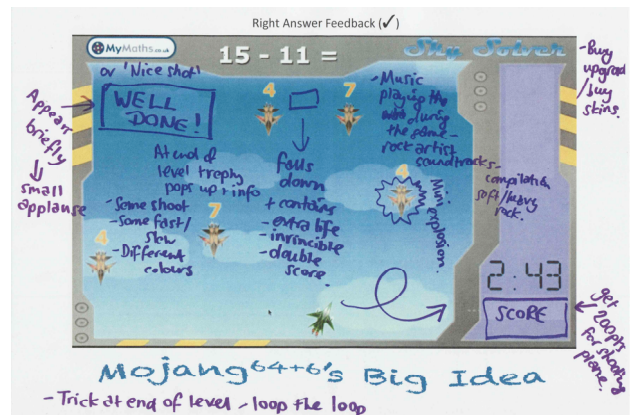 Right Answer Feedback (✓)
MyMaths.co.uk
15 - 11 =
Sky Solver
or 'Nice shot'
WELL
DONE!
Appears
briefly
small
applause
4
7
- Music
playing the
during
the game -
rock artist
soundtracks -
compilation
soft/heavy
rock.
- Buy
upgrad
/buy
skins.
At end of
level trophy
pops up + info
- Some shoot
- Some fast/
slow
- Different
colours
falls
down
+ contains
- extra life
- invincible
- double
score.
4
Mini explosion.
7
4
2:43
SCORE
get
200pts
for shooting
plane.
Mojang64+6's Big Idea
- Trick at end of level - loop the loop